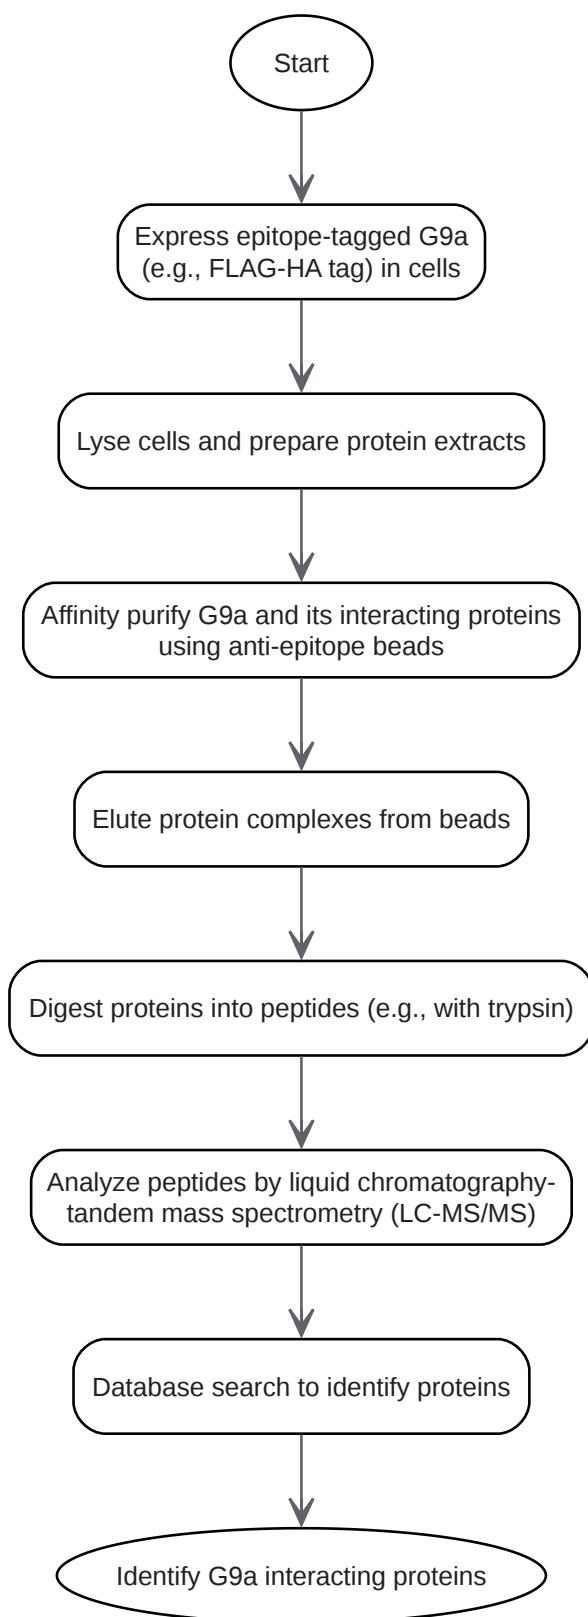 Start
Express epitope-tagged G9a
(e.g., FLAG-HA tag) in cells
Lyse cells and prepare protein extracts
Affinity purify G9a and its interacting proteins
using anti-epitope beads
Elute protein complexes from beads
Digest proteins into peptides (e.g., with trypsin)
Analyze peptides by liquid chromatography-
tandem mass spectrometry (LC-MS/MS)
Database search to identify proteins
Identify G9a interacting proteins